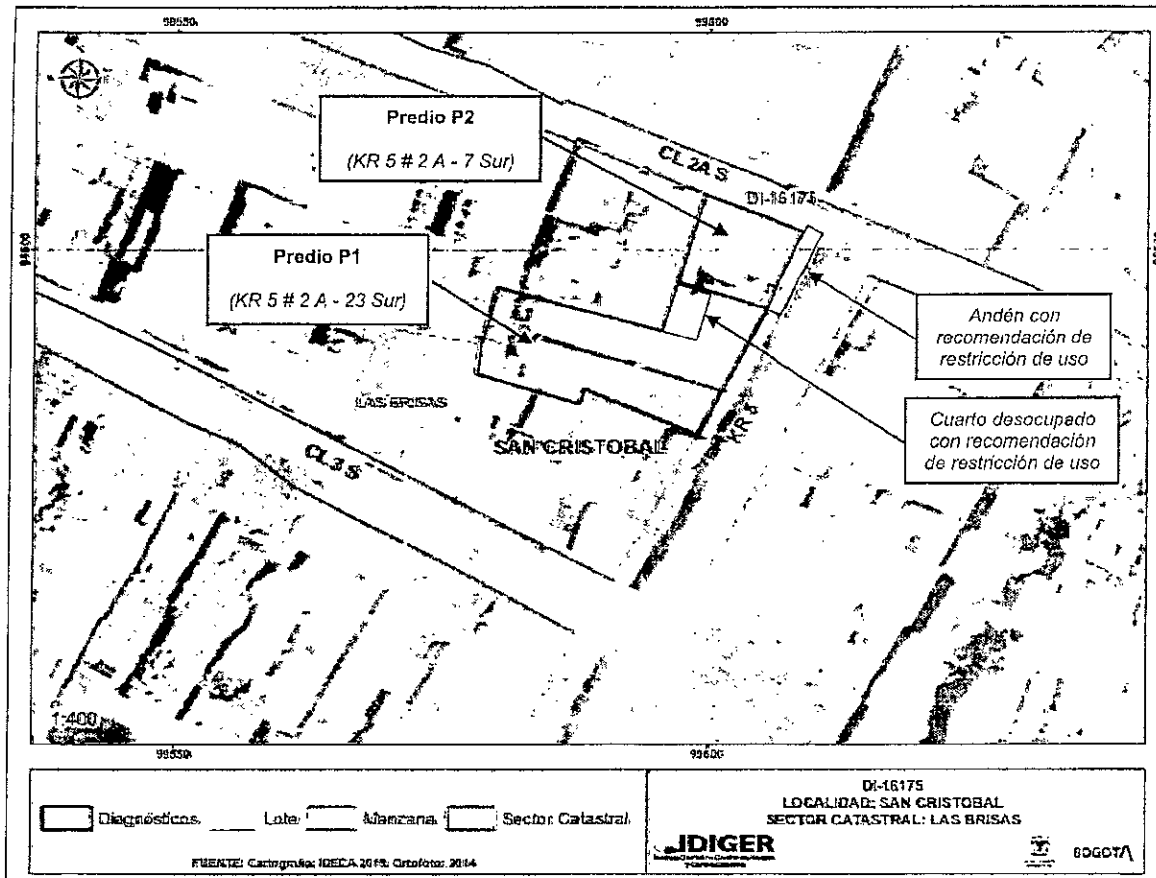 99550
Predio P2
(KR 5 # 2 A - 7 Sur)
CL 2A S
DI-16175
Predio P1
(KR 5 # 2 A - 23 Sur)
Andén con
recomendación de
restricción de uso
Cuarto desocupado
con recomendación
de restricción de uso
LAS BRISAS
SAN CRISTOBAL
KR 5
CL 3 S
1:400
99550
99600
Diagnósticos
Lote
Manzana
Sector Catastral
FUENTE: Cartografía: IDECA 2019; Ortofoto: 2014
DI-16175
LOCALIDAD: SAN CRISTOBAL
SECTOR CATASTRAL: LAS BRISAS
IDIGER
BOGOTÁ